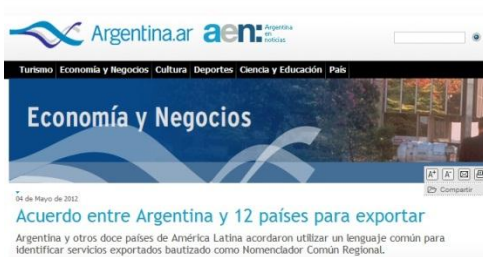 Argentina.ar aen: Argentina en noticias
Turismo Economía y Negocios Cultura Deportes Ciencia y Educación País
Economía y Negocios
A+ A-
Compartir
04 de Mayo de 2012
Acuerdo entre Argentina y 12 países para exportar
Argentina y otros doce países de América Latina acordaron utilizar un lenguaje común para
identificar servicios exportados bautizado como Nomenclador Común Regional.